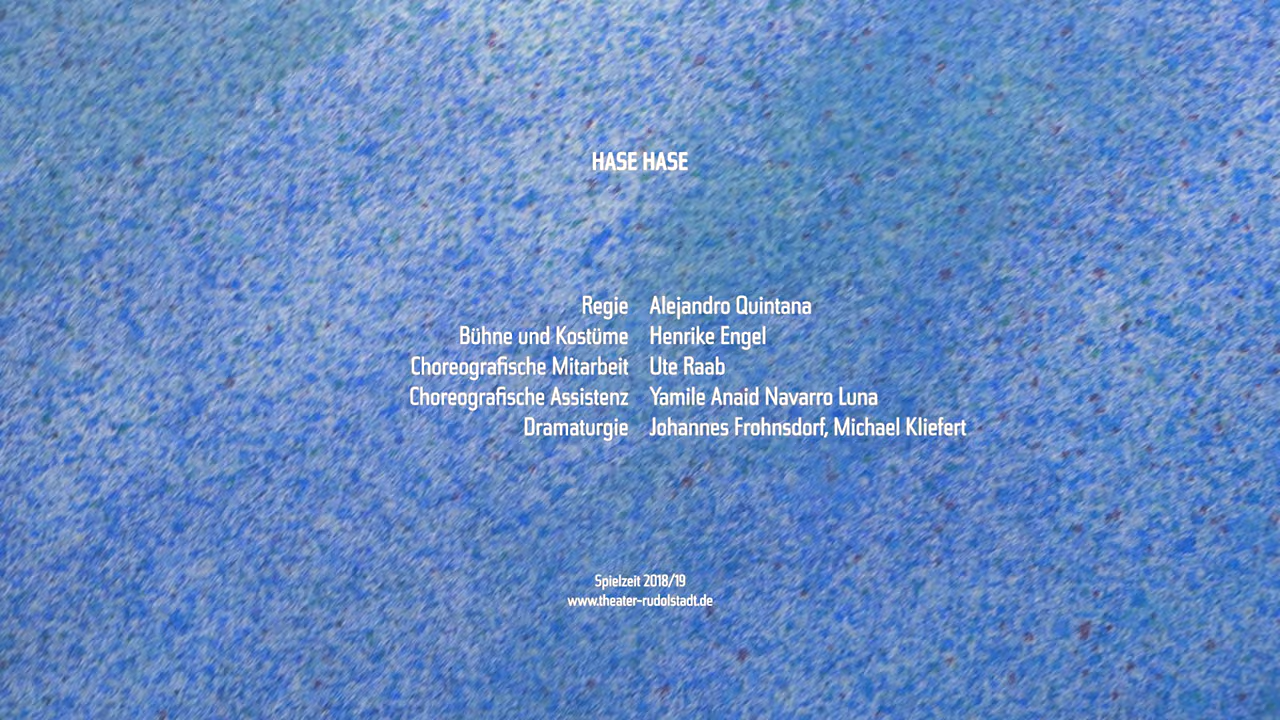 HASE HASE
Regie Alejandro Quintana
Bühne und Kostüme Henrike Engel
Choreografische Mitarbeit Ute Raab
Choreografische Assistenz Yamile Anaid Navarro Luna
Dramaturgie Johannes Frohnsdorf, Michael Kliefert
Spielzeit 2018/19
www.theater-rudolstadt.de